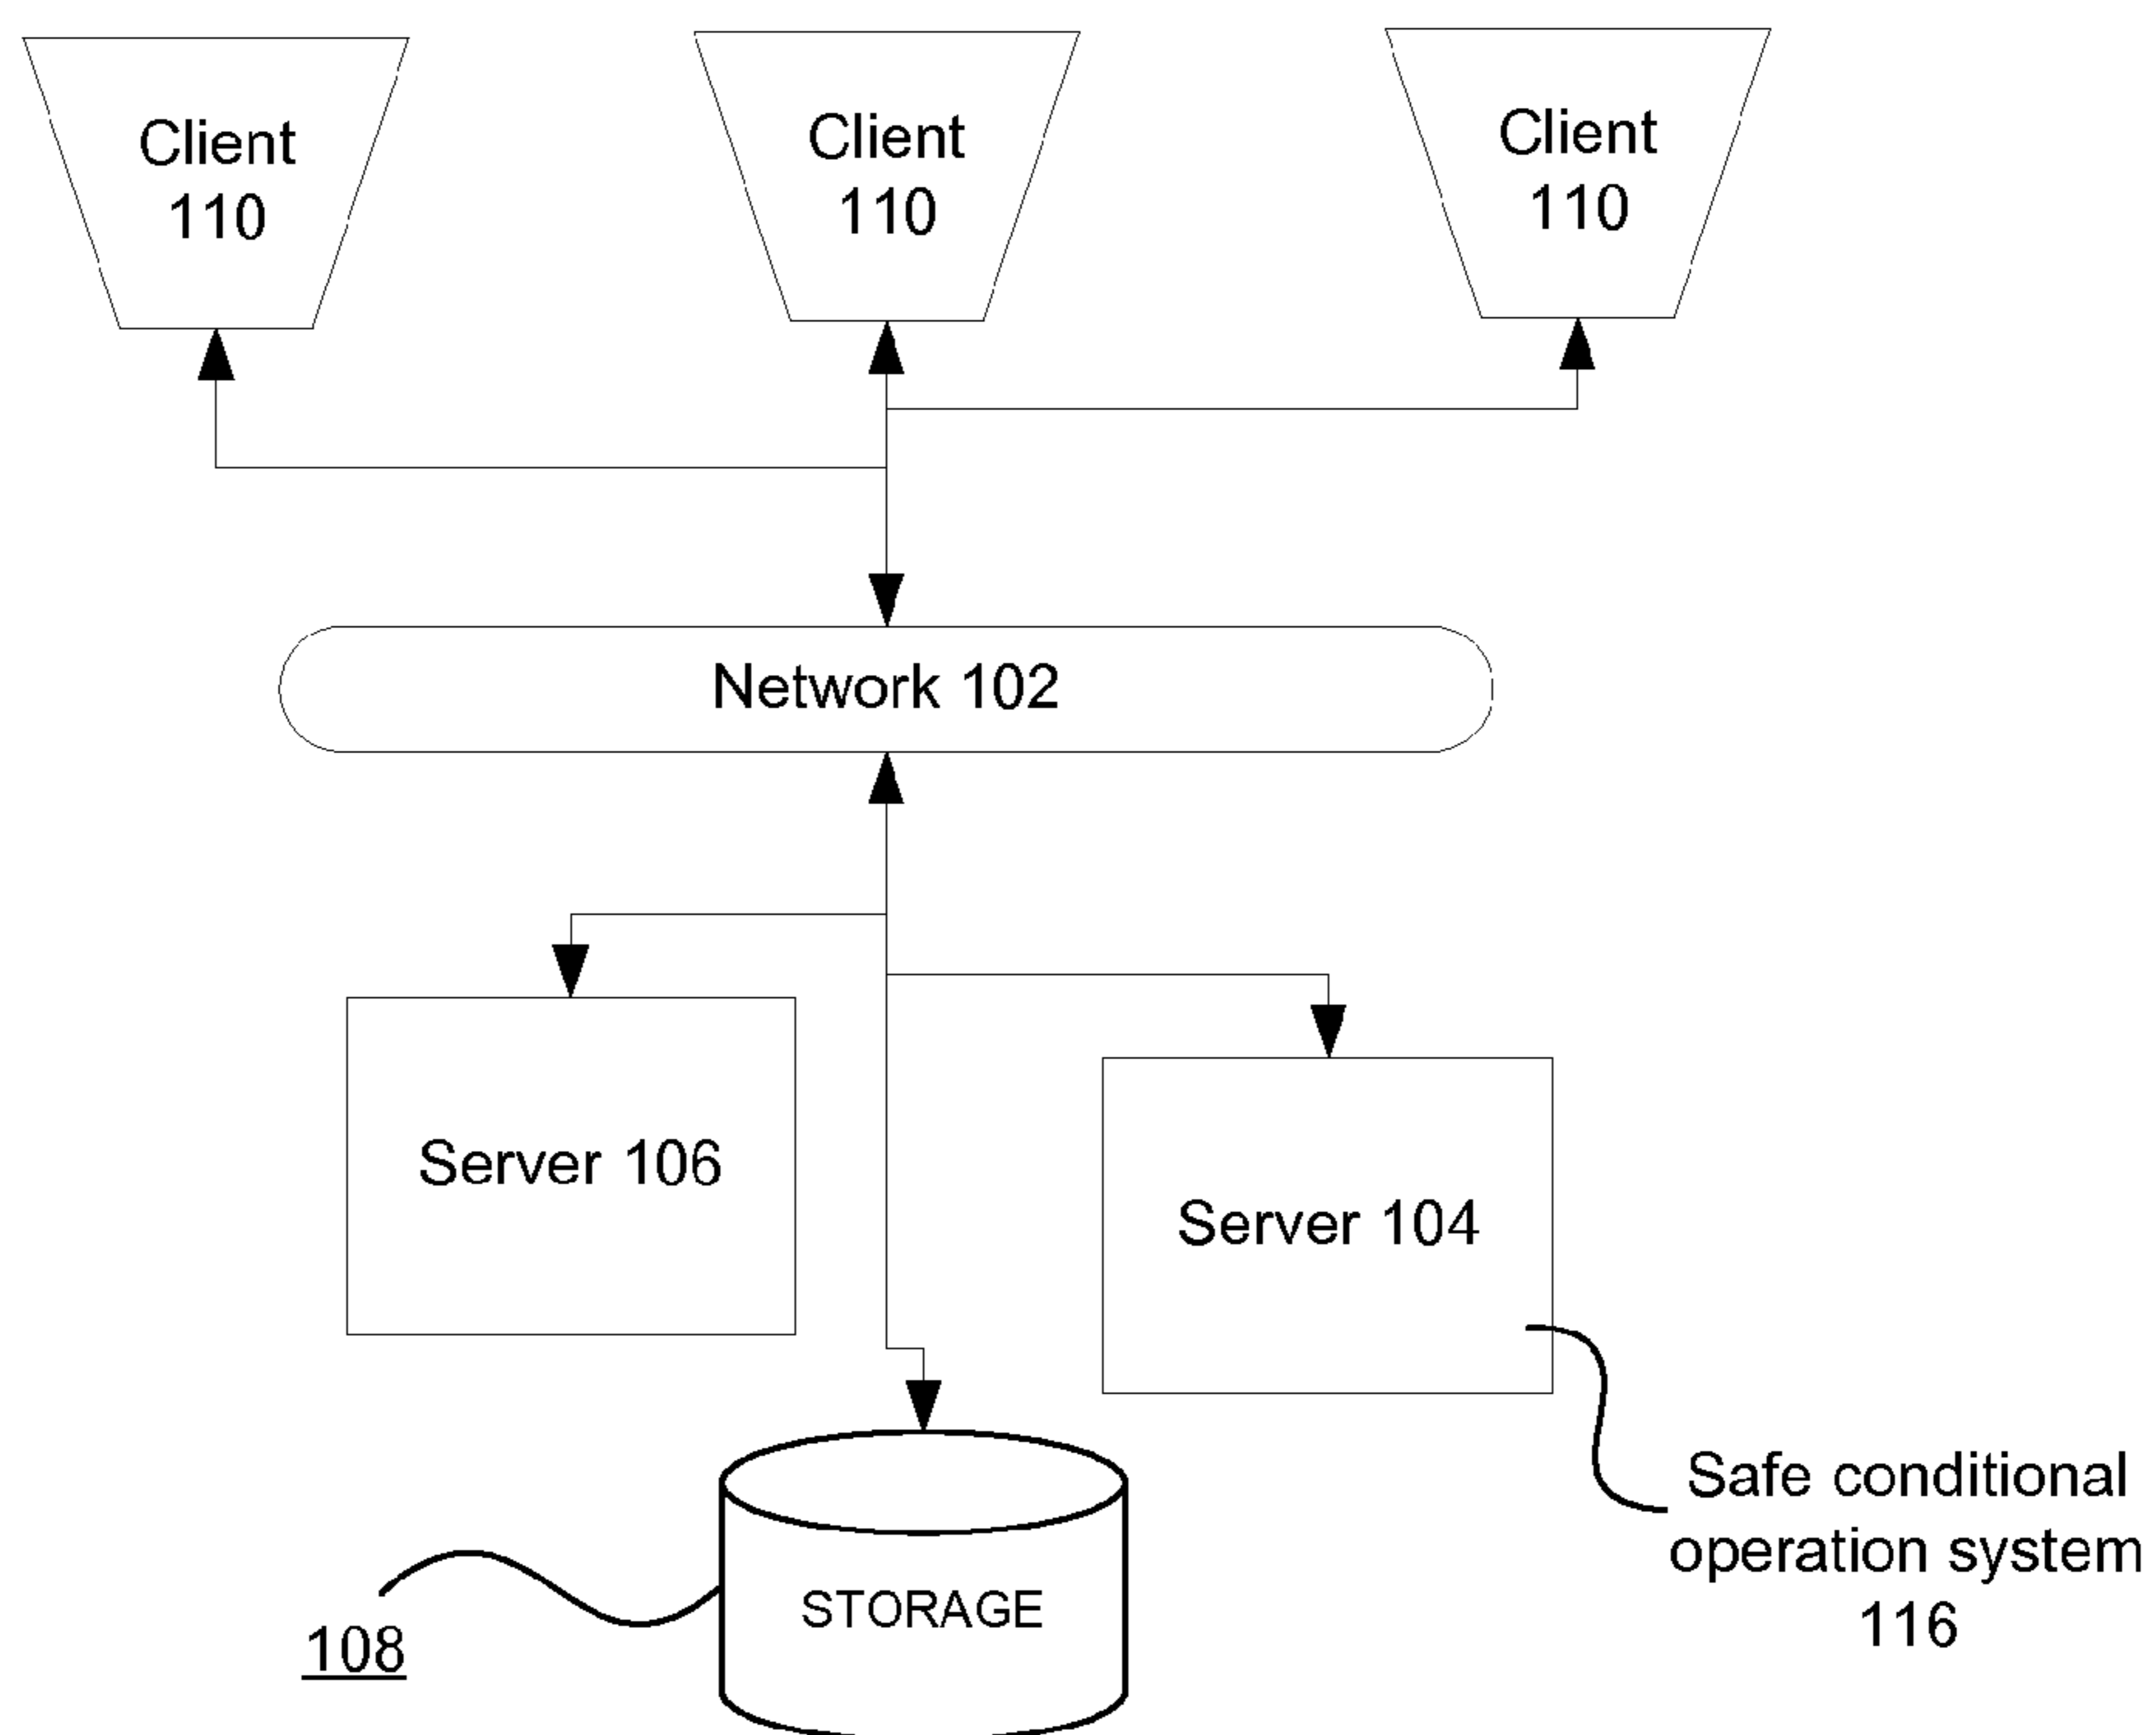 Client
110
Client
110
Client
110
Network 102
Server 106
Server 104
Safe conditional
operation system
116
STORAGE
108